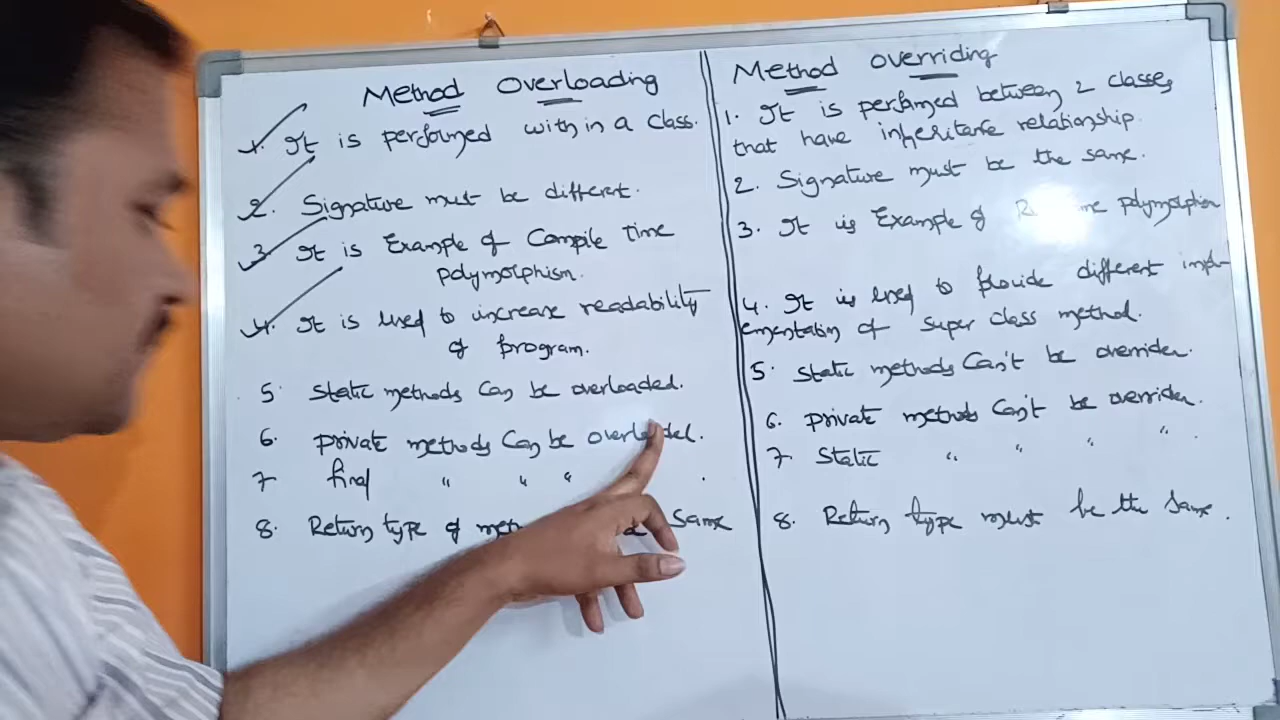 Method Overloading
1. It is performed with in a class.
2. Signature must be different.
3. It is Example of Compile Time
polymorphism.
4. It is used to increase readability
of program.
5. Static methods can be overloaded.
6. private methods can be
7 final " " " .
8. Return type of same
Method overriding
1. It is performed between 2 classes
that have inheritance relationship.
2. Signature must be the same.
3. It is Example of polymorphism
4. It is used to provide different impl-
ementation of super class method.
5. Static methods can't be overriden.
6. private methods can't be overriden.
7 Static " " " .
8. Return type must be the same.